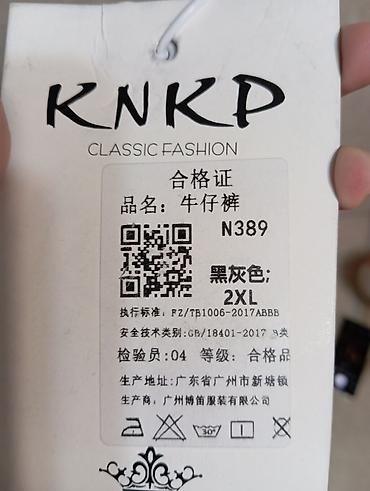 KNKP
CLASSIC FASHION
合格证
品名：牛仔裤
N389
黑灰色;
2XL
执行标准：FZ/TB1006-2017ABBB
安全技术类别:GB/18401-2017 B类
检验员:04 等级：合格品
生产地址:广东省广州市新塘镇
生产商：广州博笛服装有限公司
30°